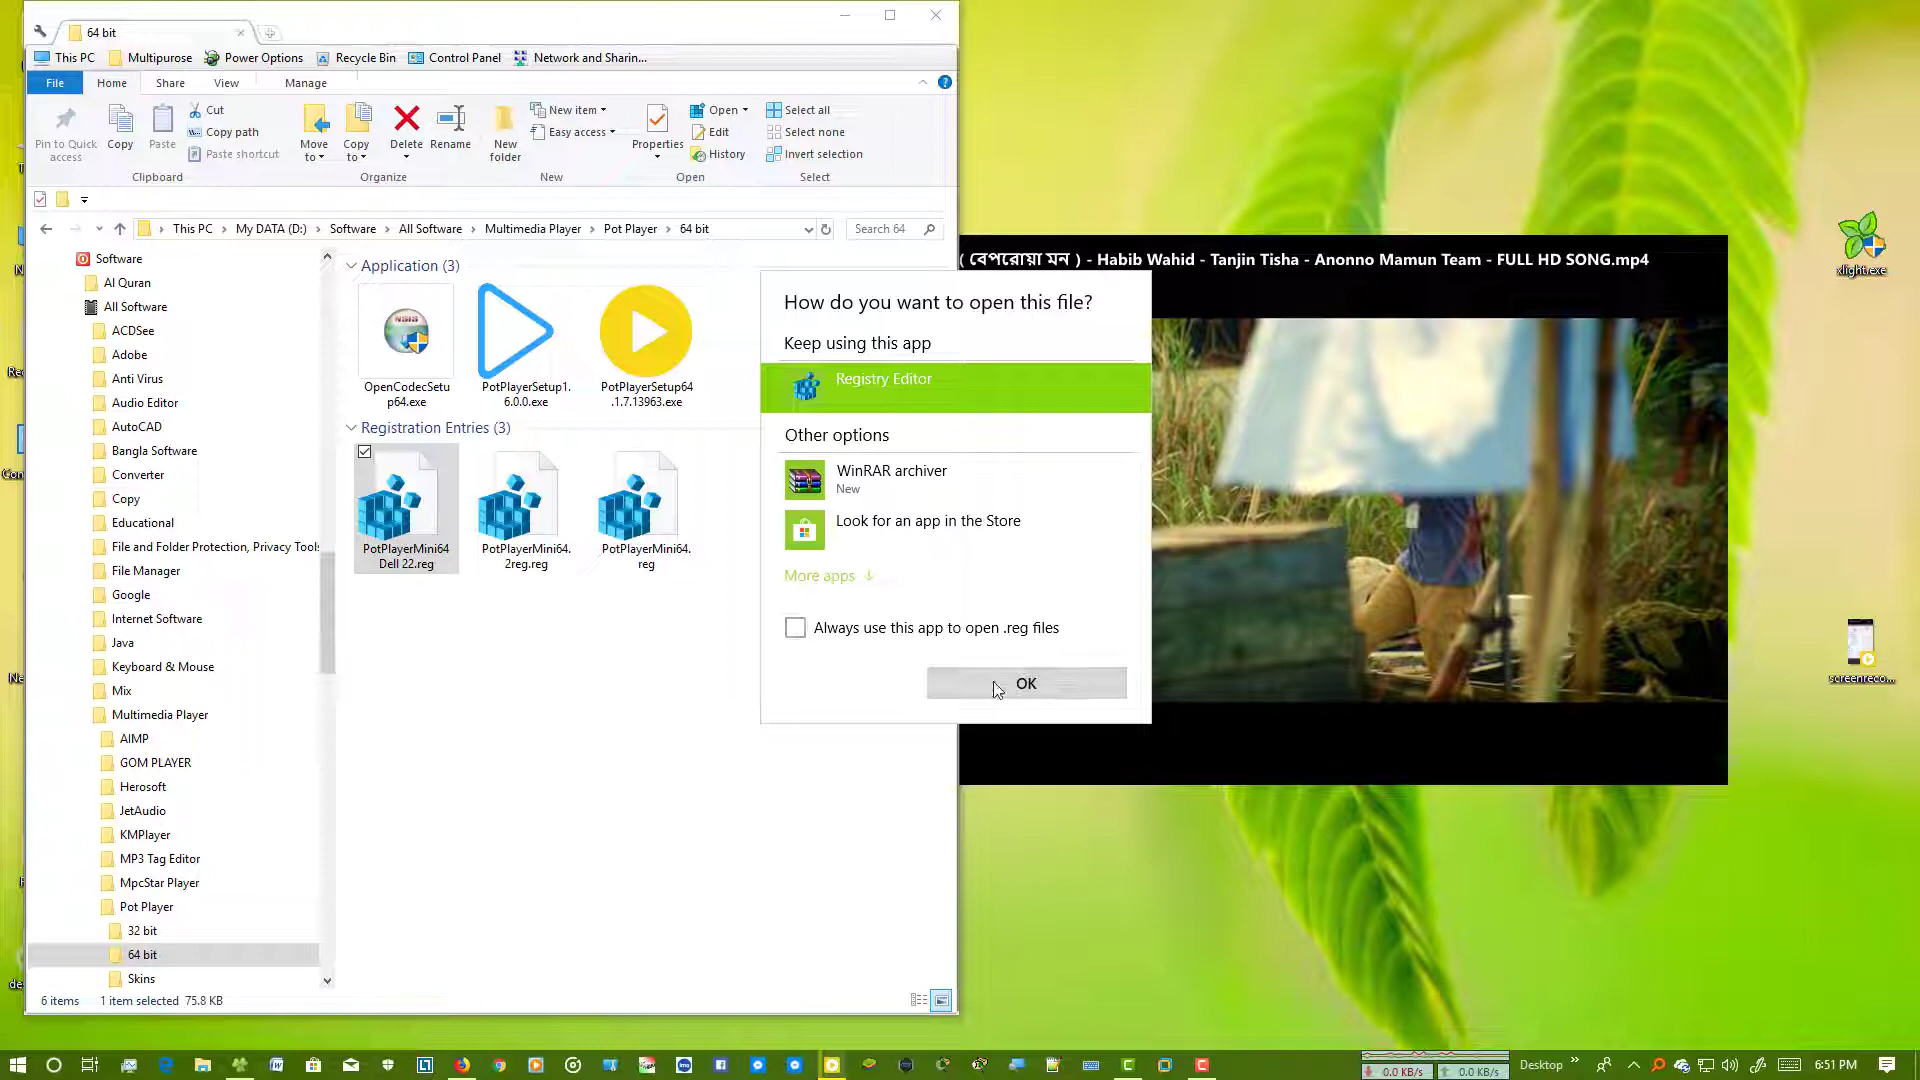 64 bit
This PC
Multipurose
Power Options
Recycle Bin
Control Panel
Network and Sharin...
File
Home
Share
View
Manage
Pin to Quick
access
Copy
Paste
Cut
Copy path
Paste shortcut
Clipboard
Move
to
Copy
to
Delete
Rename
Organize
New
folder
New item
Easy access
New
Properties
Open
Edit
History
Open
Select all
Select none
Invert selection
Select
This PC
My DATA (D:)
Software
All Software
Multimedia Player
Pot Player
64 bit
Search 64
Software
Al Quran
All Software
ACDSee
Adobe
Anti Virus
Audio Editor
AutoCAD
Bangla Software
Converter
Copy
Educational
File and Folder Protection, Privacy Tools
File Manager
Google
Internet Software
Java
Keyboard & Mouse
Mix
Multimedia Player
AIMP
GOM PLAYER
Herosoft
JetAudio
KMPlayer
MP3 Tag Editor
MpcStar Player
Pot Player
32 bit
64 bit
Skins
Application (3)
NSIS
OpenCodecSetu
p64.exe
PotPlayerSetup1.
6.0.0.exe
PotPlayerSetup64
.1.7.13963.exe
Registration Entries (3)
PotPlayerMini64
Dell 22.reg
PotPlayerMini64.
2reg.reg
PotPlayerMini64.
reg
6 items
1 item selected 75.8 KB
( বেপরোয়া মন ) - Habib Wahid - Tanjin Tisha - Anonno Mamun Team - FULL HD SONG.mp4
How do you want to open this file?
Keep using this app
Registry Editor
Other options
WinRAR archiver
New
Look for an app in the Store
More apps
Always use this app to open .reg files
OK
xlight.exe
screenreco...
0.0 KB/s
0.0 KB/s
Desktop
6:51 PM